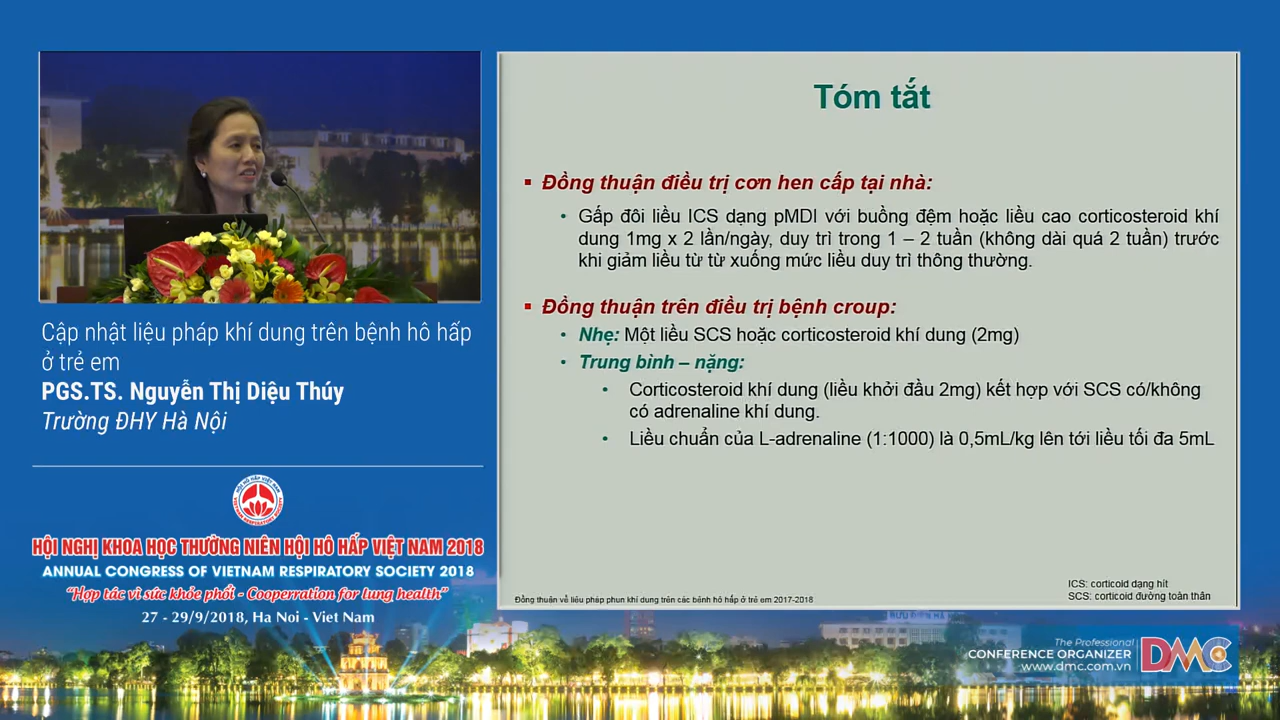 Cập nhật liệu pháp khí dung trên bệnh hô hấp
ở trẻ em
PGS.TS. Nguyễn Thị Diệu Thúy
Trường ĐHY Hà Nội
HỘI HÔ HẤP VIỆT NAM
VIETNAM RESPIRATORY SOCIETY
HỘI NGHỊ KHOA HỌC THƯỜNG NIÊN HỘI HÔ HẤP VIỆT NAM 2018
ANNUAL CONGRESS OF VIETNAM RESPIRATORY SOCIETY 2018
“Hợp tác vì sức khỏe phổi - Cooperration for lung health”
27 - 29/9/2018, Ha Noi - Viet Nam
Tóm tắt
▪ Đồng thuận điều trị cơn hen cấp tại nhà:
• Gấp đôi liều ICS dạng pMDI với buồng đệm hoặc liều cao corticosteroid khí
dung 1mg x 2 lần/ngày, duy trì trong 1 – 2 tuần (không dài quá 2 tuần) trước
khi giảm liều từ từ xuống mức liều duy trì thông thường.
▪ Đồng thuận trên điều trị bệnh croup:
• Nhẹ: Một liều SCS hoặc corticosteroid khí dung (2mg)
• Trung bình – nặng:
• Corticosteroid khí dung (liều khởi đầu 2mg) kết hợp với SCS có/không
có adrenaline khí dung.
• Liều chuẩn của L-adrenaline (1:1000) là 0,5mL/kg lên tới liều tối đa 5mL
ICS: corticoid dạng hít
SCS: corticoid đường toàn thân
Đồng thuận về liệu pháp phun khí dung trên các bệnh hô hấp ở trẻ em 2017-2018
The Professional
CONFERENCE ORGANIZER
www.dmc.com.vn
DMC